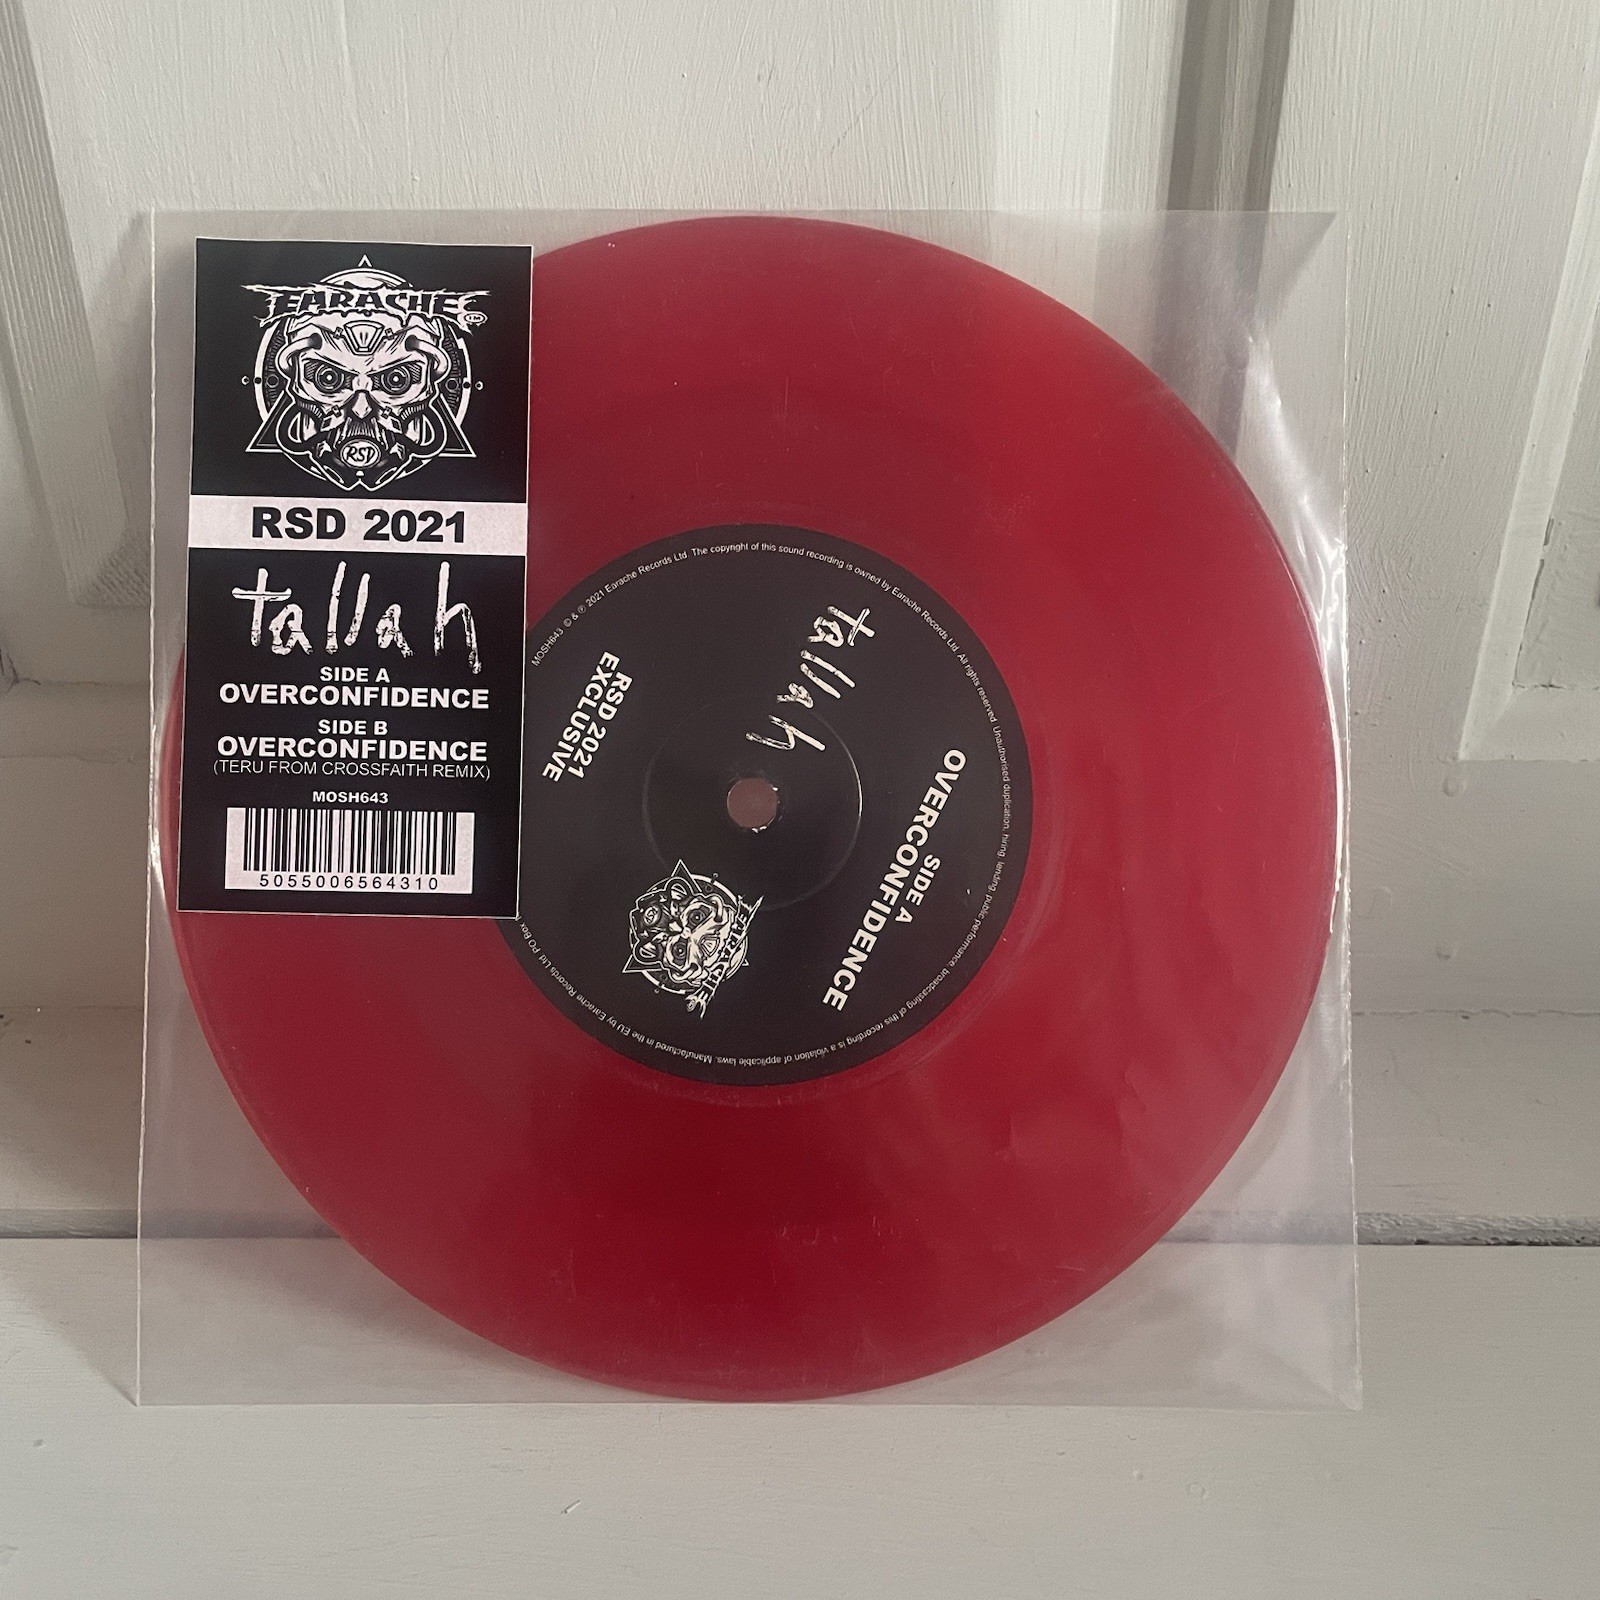 EARACHE
TM
RSD
RSD 2021
tallah
SIDE A
OVERCONFIDENCE
SIDE B
OVERCONFIDENCE
(TERU FROM CROSSFAITH REMIX)
MOSH643
5055006564310
MOSH643 © & ℗ 2021 Earache Records Ltd. The copyright of this sound recording is owned by Earache Records Ltd. All rights reserved. Unauthorised duplication, hiring, lending, public performance, broadcasting of this recording is a violation of applicable laws. Manufactured in the EU by Earache Records Ltd. PO Box
tallah
RSD 2021
EXCLUSIVE
SIDE A
OVERCONFIDENCE
EARACHE
RSD